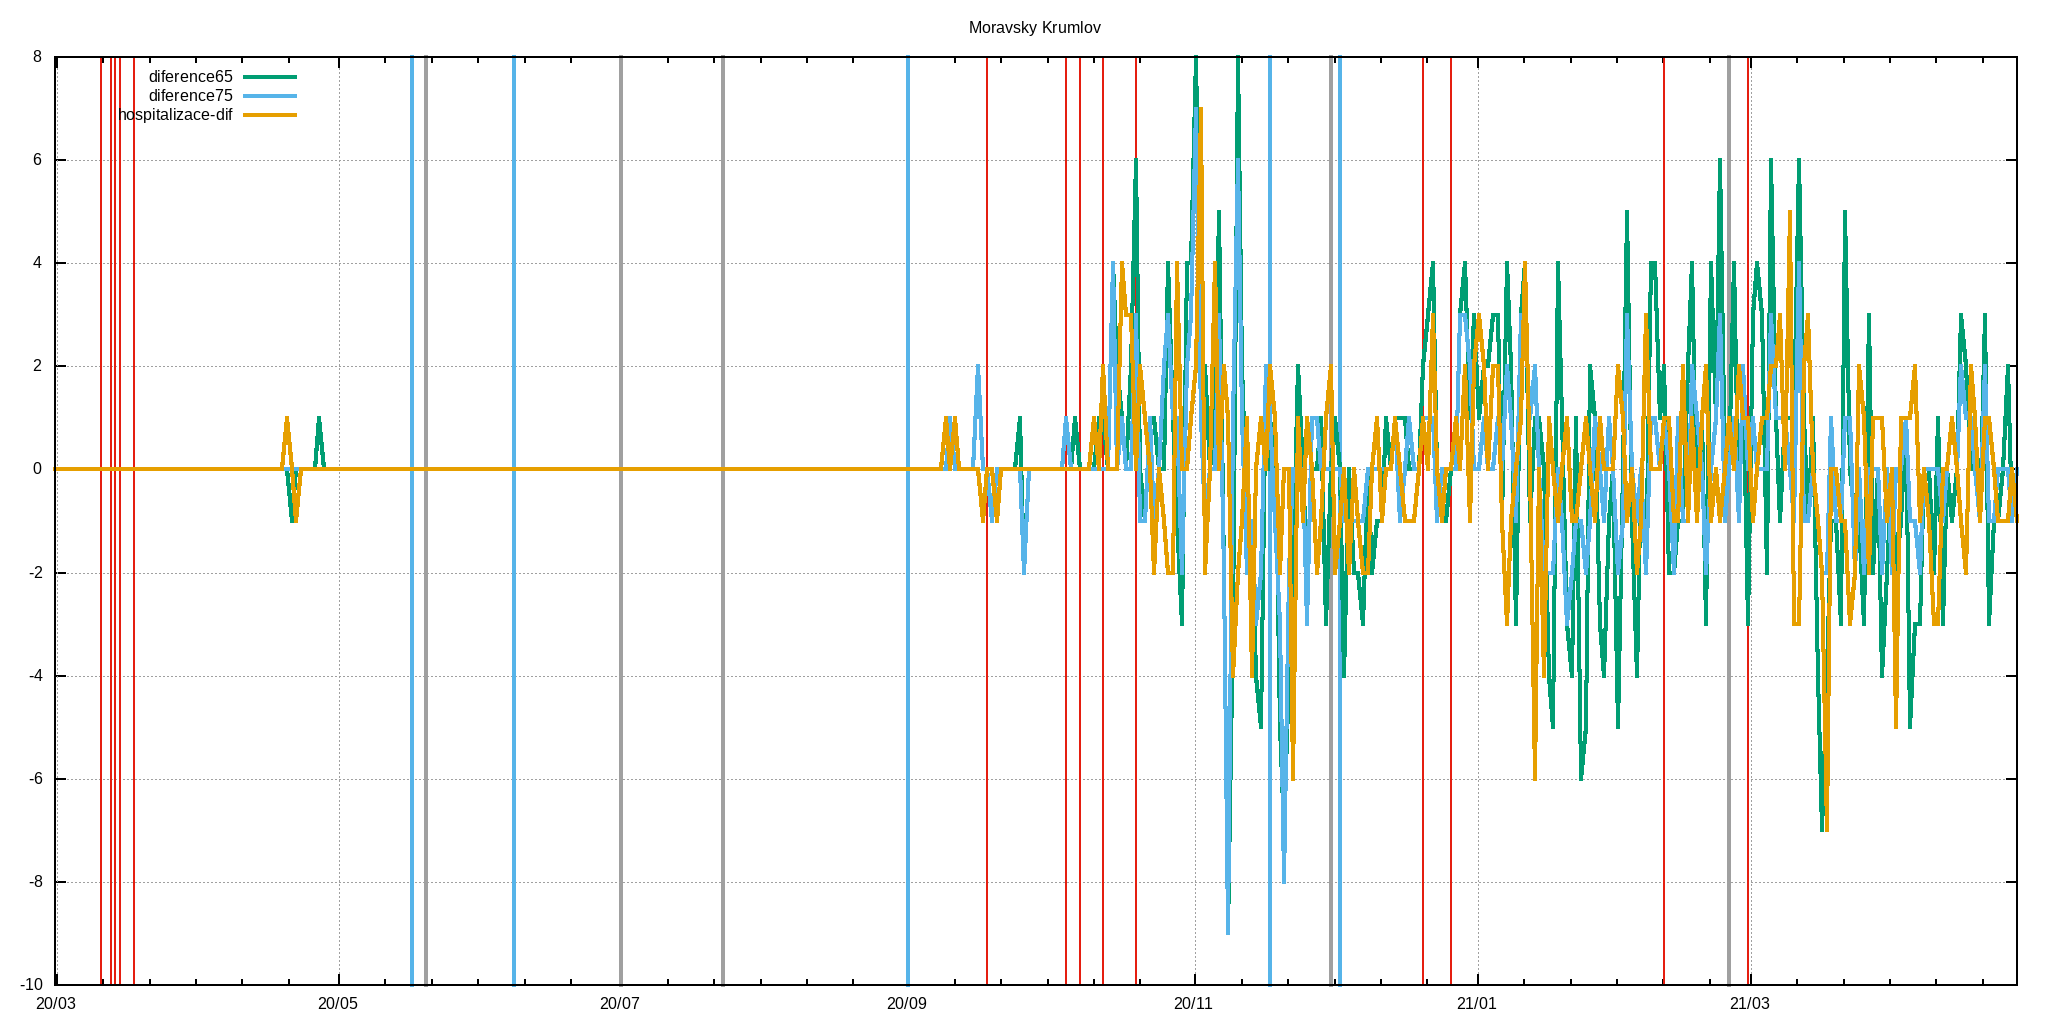 Moravsky Krumlov
8
diference65
diference75
hospitalizace-dif
6
4
2
0
-2
-4
-6
-8
-10
20/03 20/05 20/07 20/09 20/11 21/01 21/03